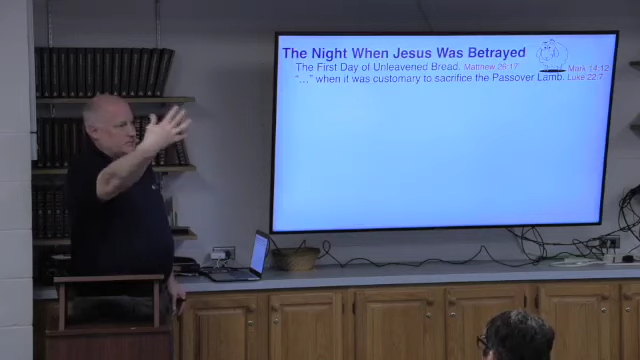 The Night When Jesus Was Betrayed
The First Day of Unleavened Bread, Matthew 26:17 Mark 14:12
“…” when it was customary to sacrifice the Passover Lamb. Luke 22:7